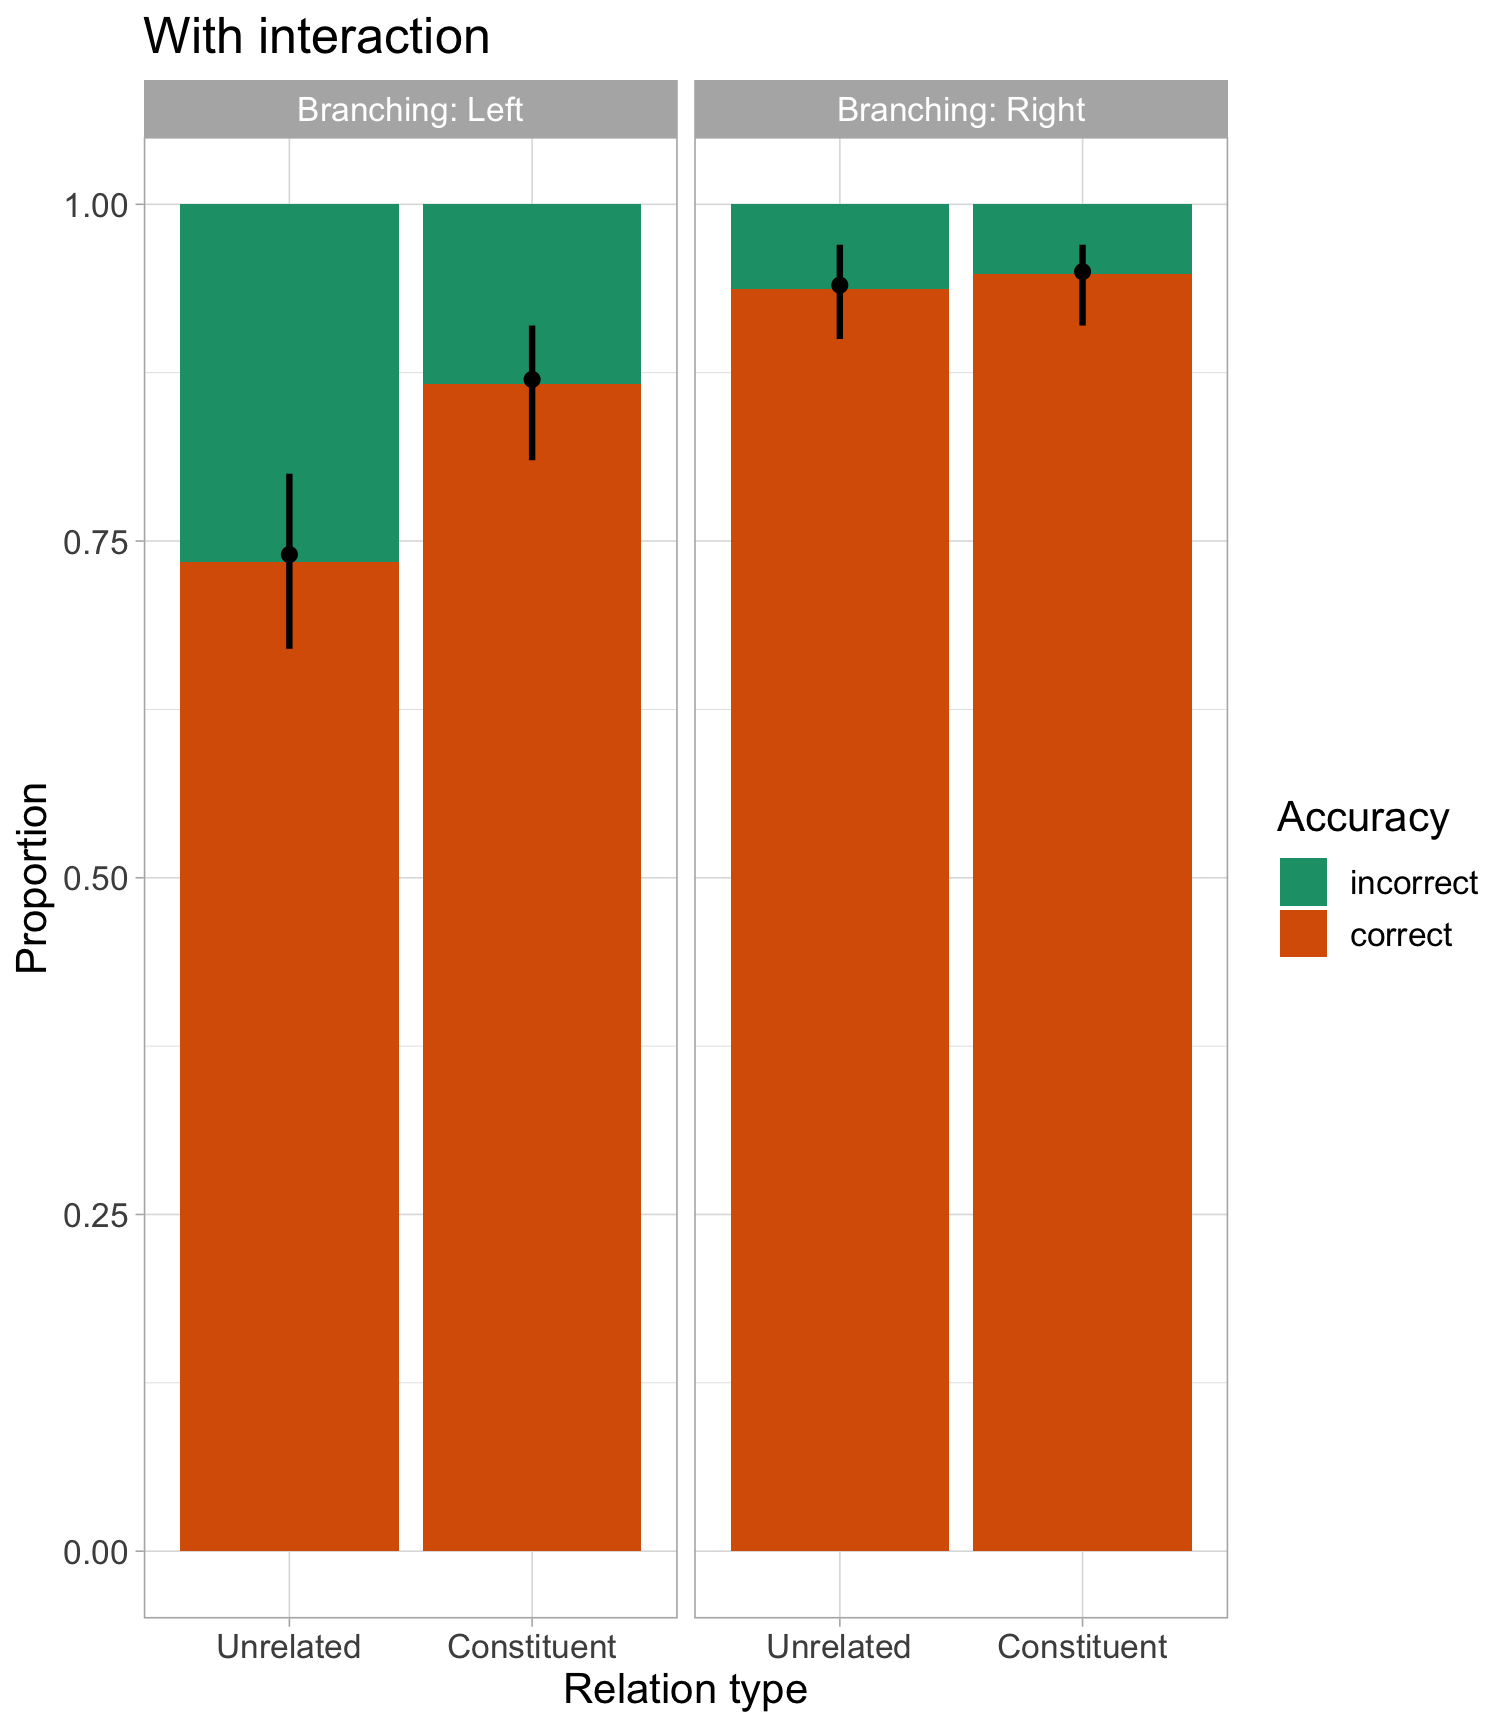 With interaction
Branching: Left
Branching: Right
1.00
0.75
0.50
0.25
0.00
Proportion
Unrelated
Constituent
Unrelated
Constituent
Relation type
Accuracy
incorrect
correct